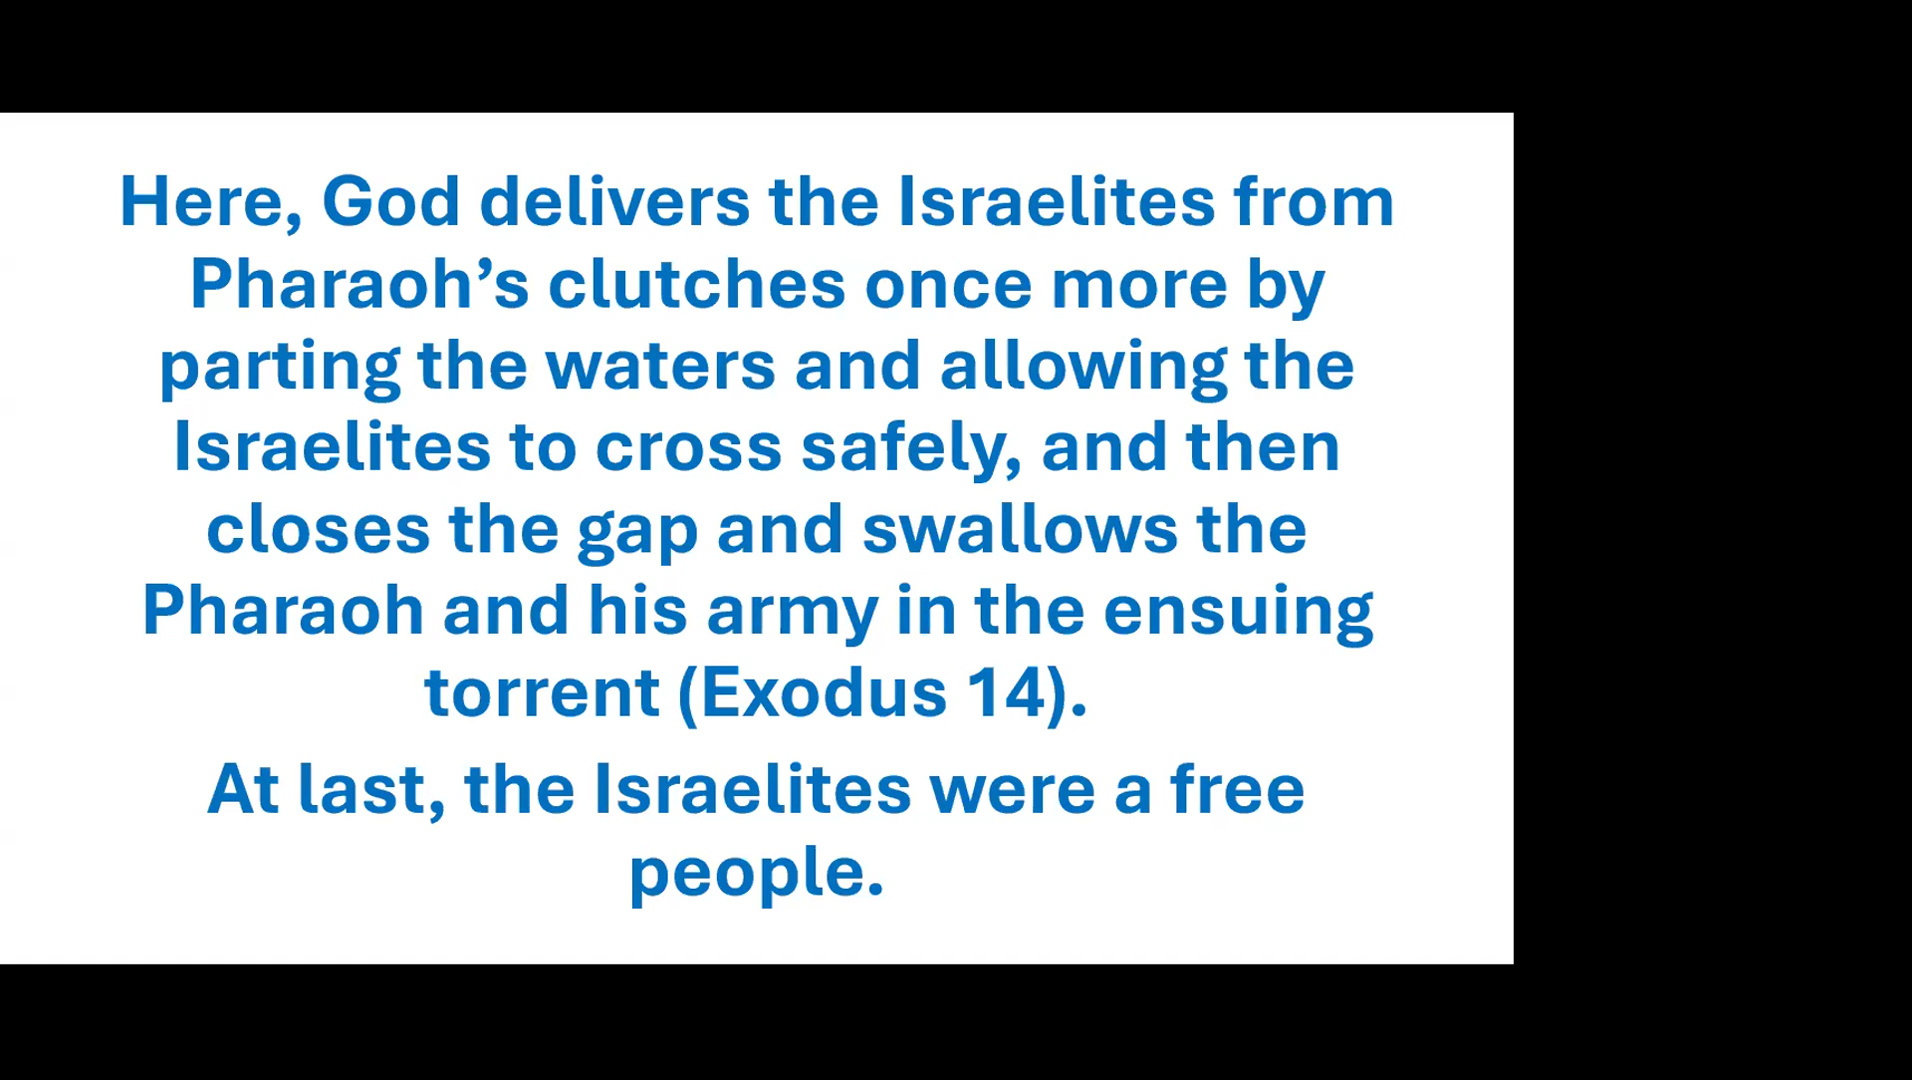 Here, God delivers the Israelites from
Pharaoh’s clutches once more by
parting the waters and allowing the
Israelites to cross safely, and then
closes the gap and swallows the
Pharaoh and his army in the ensuing
torrent (Exodus 14).
At last, the Israelites were a free
people.